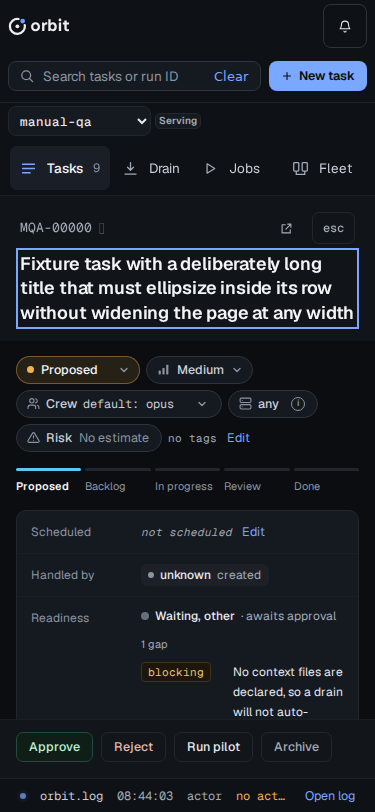 orbit
Search tasks or run ID Clear
+ New task
manual-qa
Serving
Tasks 9
Drain
Jobs
Fleet
MQA-00000
esc
Fixture task with a deliberately long
title that must ellipsize inside its row
without widening the page at any width
Proposed
Medium
Crew default: opus
any
Risk No estimate
no tags Edit
Proposed
Backlog
In progress
Review
Done
Scheduled
not scheduled Edit
Handled by
unknown created
Readiness
Waiting, other · awaits approval
1 gap
blocking
No context files are
declared, so a drain
will not auto-
Approve
Reject
Run pilot
Archive
orbit.log 08:44:03 actor no act… Open log